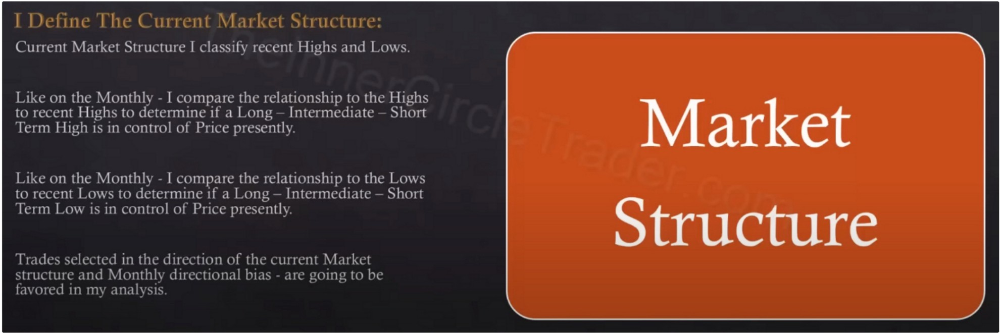 I Define The Current Market Structure:
Current Market Structure I classify recent Highs and Lows.
Like on the Monthly - I compare the relationship to the Highs
to recent Highs to determine if a Long – Intermediate – Short
Term High is in control of Price presently.
Like on the Monthly - I compare the relationship to the Lows
to recent Lows to determine if a Long – Intermediate – Short
Term Low is in control of Price presently.
Trades selected in the direction of the current Market
structure and Monthly directional bias - are going to be
favored in my analysis.
Market
Structure
TheInnerCircleTrader.com